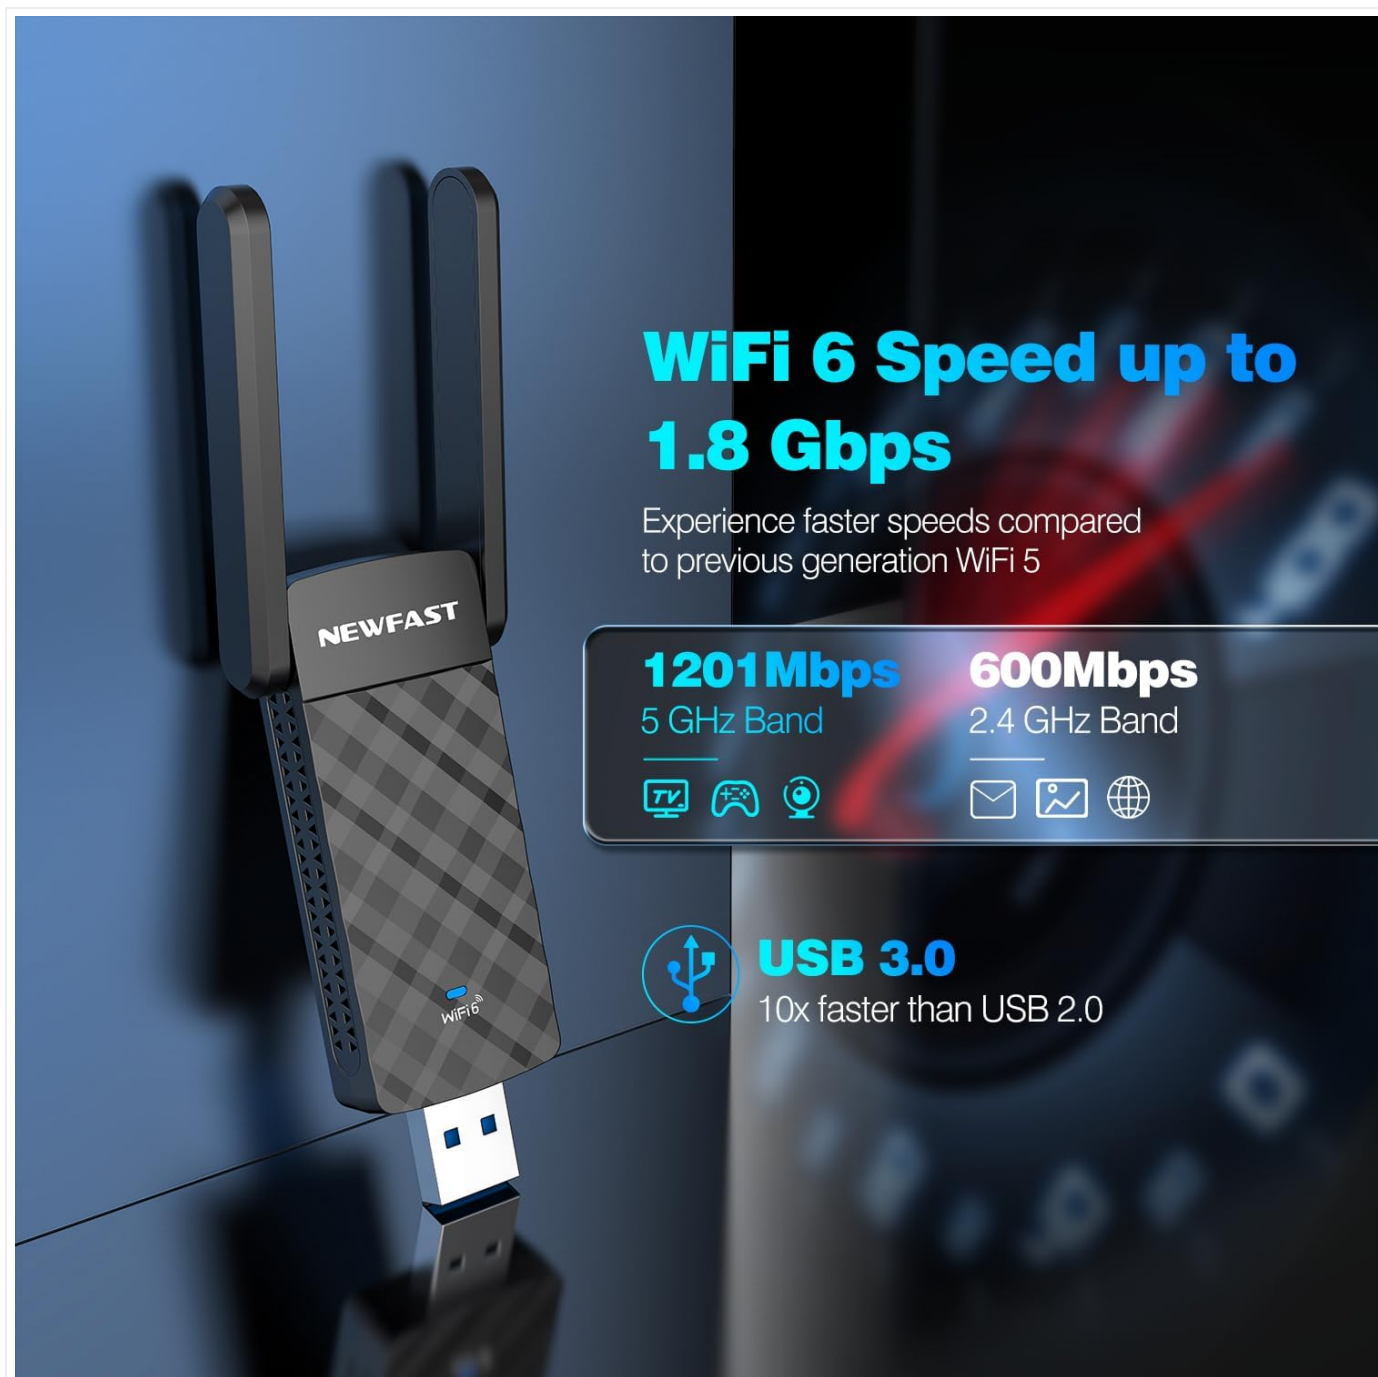 WiFi 6 Speed up to
1.8 Gbps
Experience faster speeds compared
to previous generation WiFi 5
NEWFAST
1201Mbps
5 GHz Band
TV
600Mbps
2.4 GHz Band
USB 3.0
10x faster than USB 2.0
WiFi 6